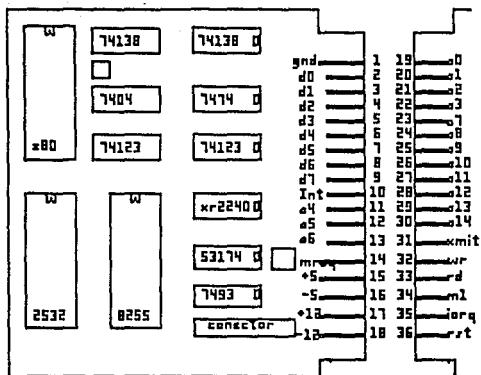 74138 74138
7404 7474
z80 74123 74123
xr2240
53174
7493
2532 8255
conector
gnd 1 19 a0
d0 2 20 a1
d1 3 21 a2
d2 4 22 a3
d3 5 23 a7
d4 6 24 a8
d5 7 25 a9
d6 8 26 a10
d7 9 27 a11
Int 10 28 a12
a4 11 29 a13
a5 12 30 a14
a6 13 31 xmit
mreq 14 32 wr
+5 15 33 rd
-5 16 34 m1
+12 17 35 iorq
-12 18 36 rst